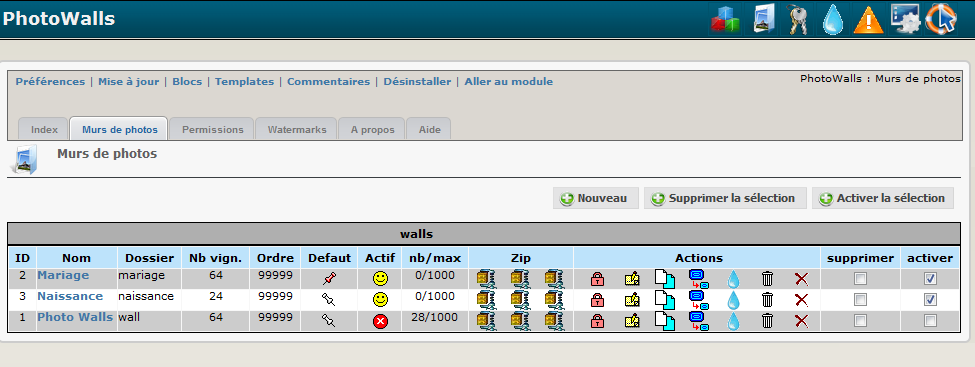 PhotoWalls
Préférences | Mise à jour | Blocs | Templates | Commentaires | Désinstaller | Aller au module
PhotoWalls : Murs de photos
Index Murs de photos Permissions Watermarks A propos Aide
Murs de photos
Nouveau Supprimer la sélection Activer la sélection
walls
ID Nom Dossier Nb vign. Ordre Defaut Actif nb/max Zip Actions supprimer activer
2 Mariage mariage 64 99999 0/1000
3 Naissance naissance 24 99999 0/1000
1 Photo Walls wall 64 99999 28/1000